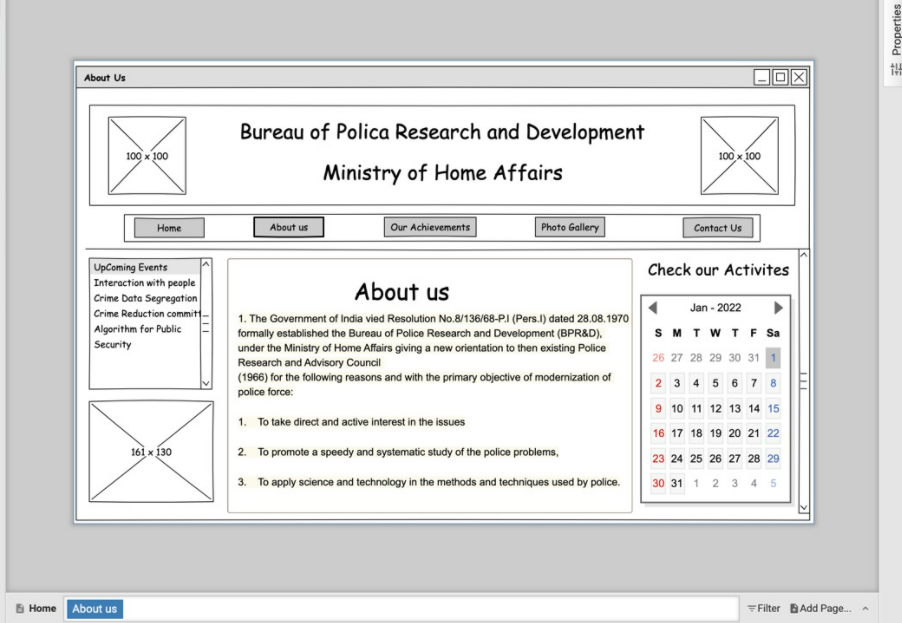 Properties
About Us
100 x 100
Bureau of Polica Research and Development
Ministry of Home Affairs
100 x 100
Home
About us
Our Achievements
Photo Gallery
Contact Us
UpComing Events
Interaction with people
Crime Data Segregation
Crime Reduction committ
Algorithm for Public
Security
161 x 130
About us
1. The Government of India vied Resolution No.8/136/68-P.I (Pers.I) dated 28.08.1970
formally established the Bureau of Police Research and Development (BPR&D),
under the Ministry of Home Affairs giving a new orientation to then existing Police
Research and Advisory Council
(1966) for the following reasons and with the primary objective of modernization of
police force:
1. To take direct and active interest in the issues
2. To promote a speedy and systematic study of the police problems,
3. To apply science and technology in the methods and techniques used by police.
Check our Activites
Jan - 2022
S M T W T F Sa
26 27 28 29 30 31 1
2 3 4 5 6 7 8
9 10 11 12 13 14 15
16 17 18 19 20 21 22
23 24 25 26 27 28 29
30 31 1 2 3 4 5
Home
About us
Filter
Add Page...